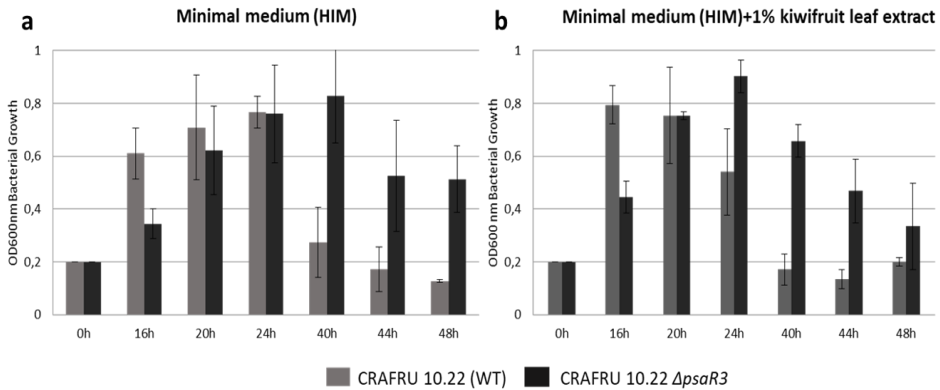 a
Minimal medium (HIM)
OD600nm Bacterial Growth
1
0,8
0,6
0,4
0,2
0
0h 16h 20h 24h 40h 44h 48h
b
Minimal medium (HIM)+1% kiwifruit leaf extract
OD600nm Bacterial Growth
1
0,8
0,6
0,4
0,2
0
0h 16h 20h 24h 40h 44h 48h
CRAFRU 10.22 (WT) CRAFRU 10.22 ΔpsaR3